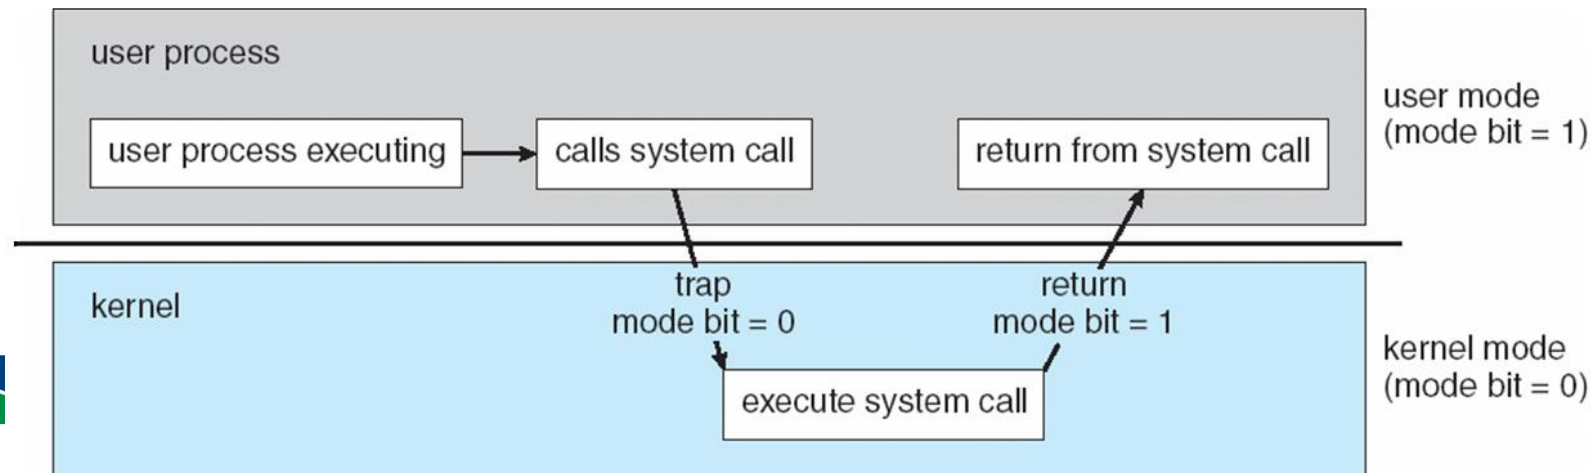 user process
user process executing
calls system call
return from system call
user mode
(mode bit = 1)
kernel
trap
mode bit = 0
return
mode bit = 1
execute system call
kernel mode
(mode bit = 0)